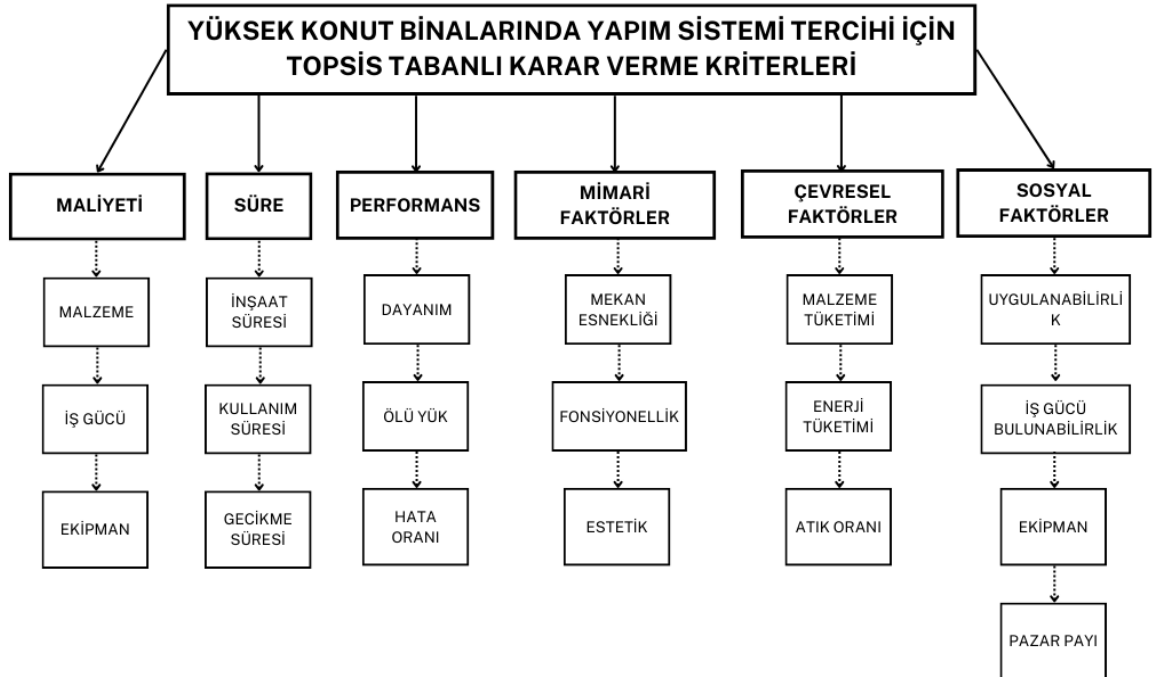 YÜKSEK KONUT BİNALARINDA YAPIM SİSTEMİ TERCİHİ İÇİN
TOPSİS TABANLI KARAR VERME KRİTERLERİ
MALİYETİ
SÜRE
PERFORMANS
MİMARİ
FAKTÖRLER
ÇEVRESEL
FAKTÖRLER
SOSYAL
FAKTÖRLER
MALZEME
İNŞAAT
SÜRESİ
DAYANIM
MEKAN
ESNEKLİĞİ
MALZEME
TÜKETİMİ
UYGULANABİLİRLİ
K
İŞ GÜCÜ
KULLANIM
SÜRESİ
ÖLÜ YÜK
FONSİYONELLİK
ENERJİ
TÜKETİMİ
İŞ GÜCÜ
BULUNABİLİRLİK
EKİPMAN
GECİKME
SÜRESİ
HATA
ORANI
ESTETİK
ATIK ORANI
EKİPMAN
PAZAR PAYI